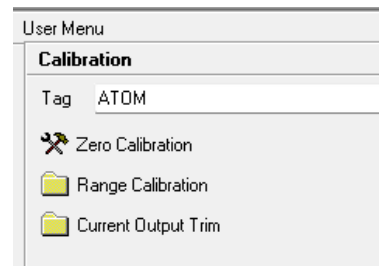 User Menu
Calibration
Tag ATOM
Zero Calibration
Range Calibration
Current Output Trim